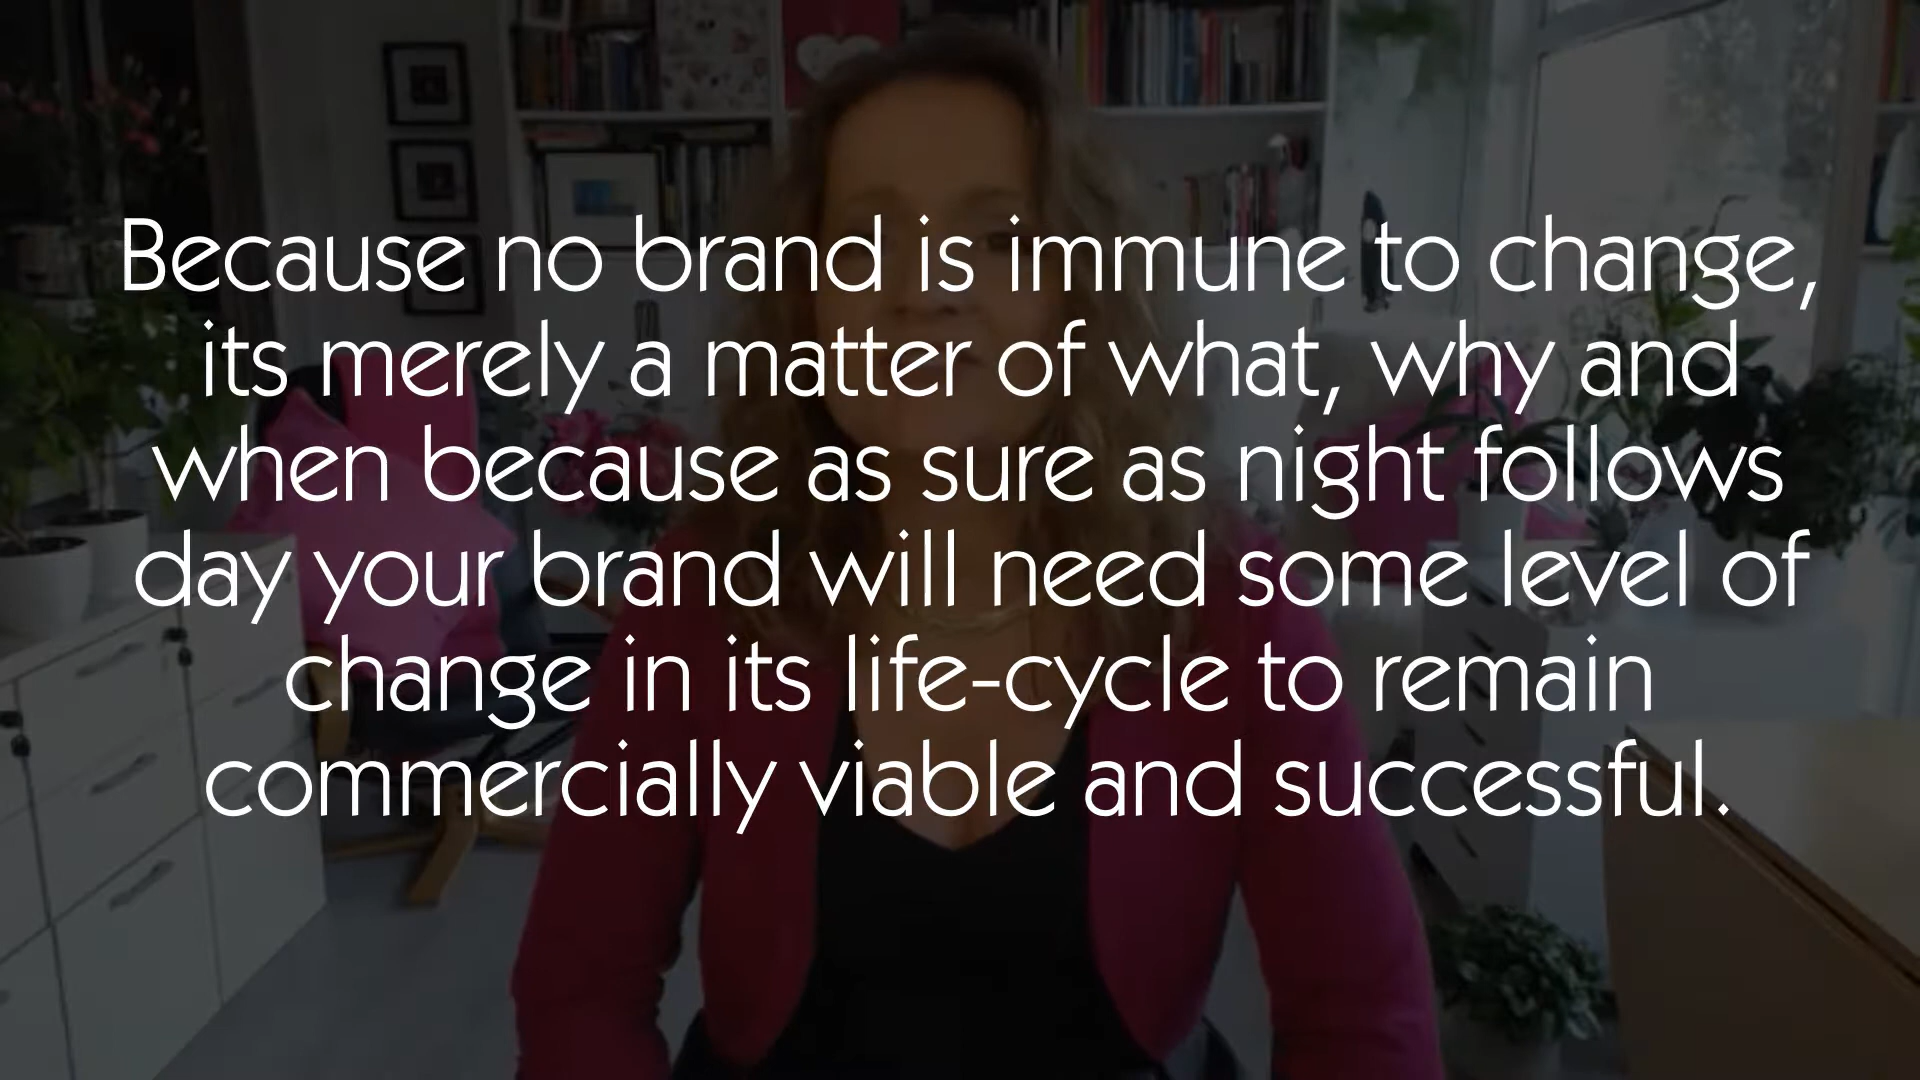 Because no brand is immune to change,
its merely a matter of what, why and
when because as sure as night follows
day your brand will need some level of
change in its life-cycle to remain
commercially viable and successful.